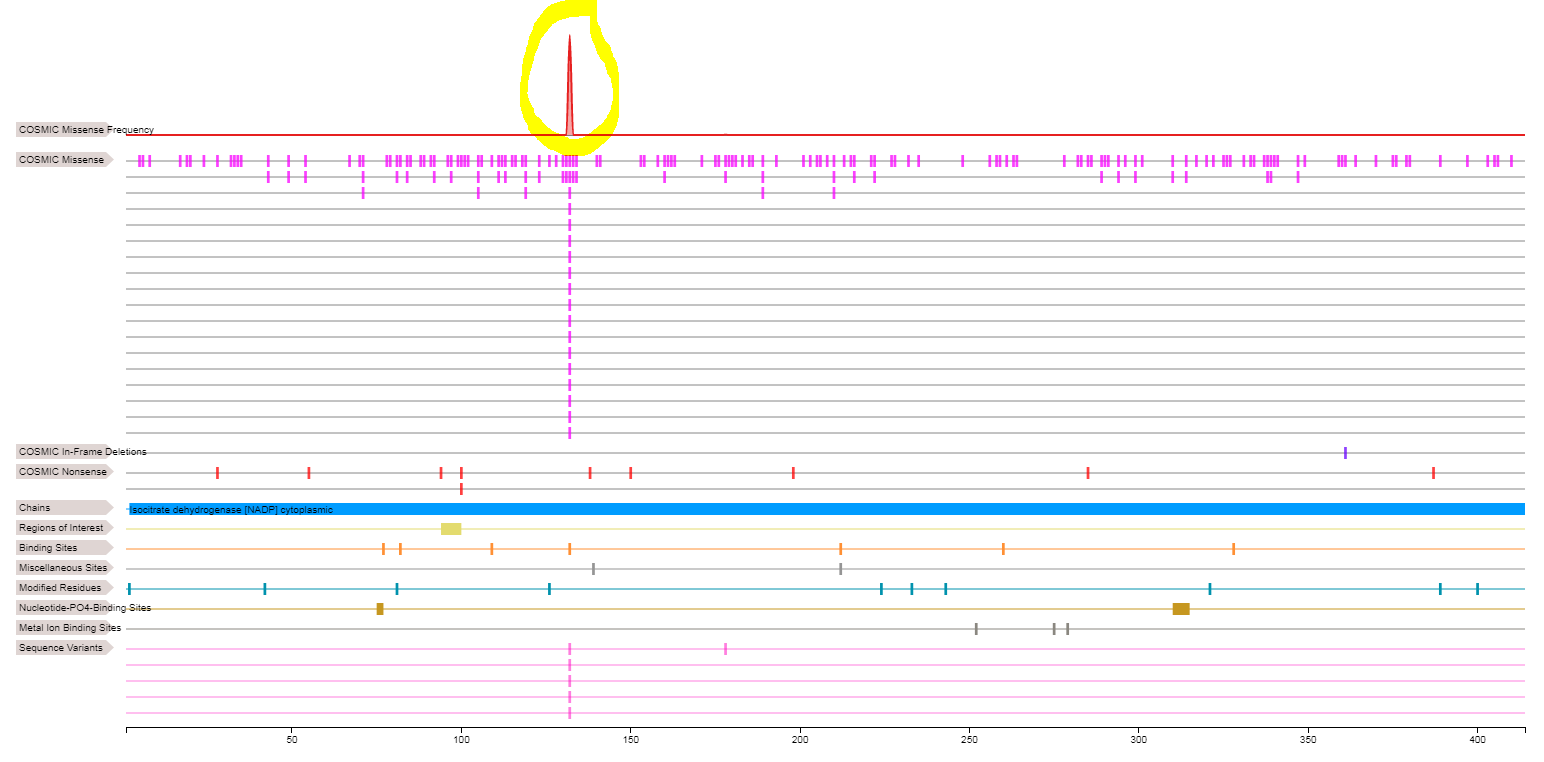 COSMIC Missense Frequency
COSMIC Missense
COSMIC In-Frame Deletions
COSMIC Nonsense
Chains
Isocitrate dehydrogenase [NADP] cytoplasmic
Regions of Interest
Binding Sites
Miscellaneous Sites
Modified Residues
Nucleotide-PO4-Binding Sites
Metal Ion Binding Sites
Sequence Variants
50 100 150 200 250 300 350 400